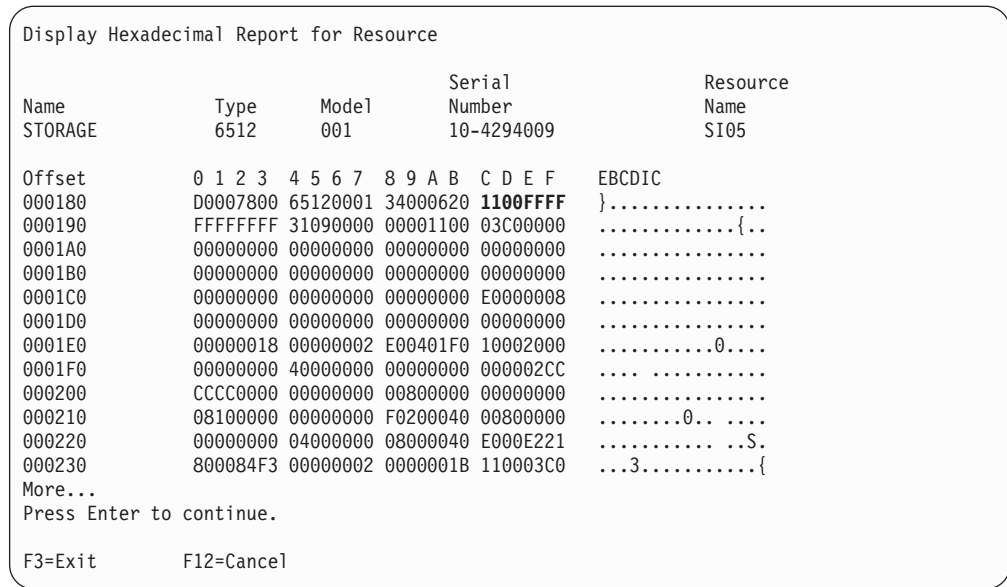 Display Hexadecimal Report for Resource
Serial Resource
Name Type Model Number Name
STORAGE 6512 001 10-4294009 SI05
Offset 0 1 2 3 4 5 6 7 8 9 A B C D E F EBCDIC
000180 D0007800 65120001 34000620 1100FFFF }...............
000190 FFFFFFFF 31090000 00001100 03C00000 .............{..
0001A0 00000000 00000000 00000000 00000000 ................
0001B0 00000000 00000000 00000000 00000000 ................
0001C0 00000000 00000000 00000000 E0000008 ................
0001D0 00000000 00000000 00000000 00000000 ................
0001E0 00000018 00000002 E00401F0 10002000 ...........0....
0001F0 00000000 40000000 00000000 000002CC .... ...........
000200 CCCC0000 00000000 00800000 00000000 ................
000210 08100000 00000000 F0200040 00800000 ........0.. ....
000220 00000000 04000000 08000040 E000E221 ........... ..S.
000230 800084F3 00000002 0000001B 110003C0 ...3...........{
More...
Press Enter to continue.
F3=Exit F12=Cancel